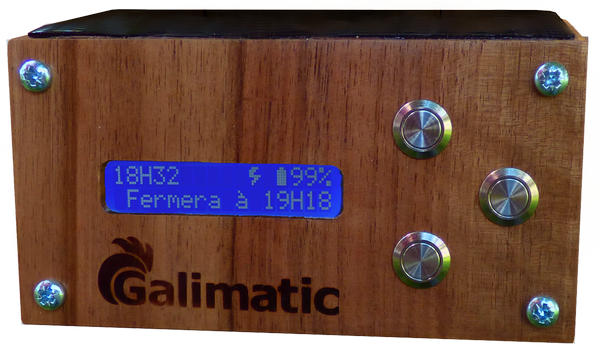 18H32 99%
Fermera à 19H18
Galimatic